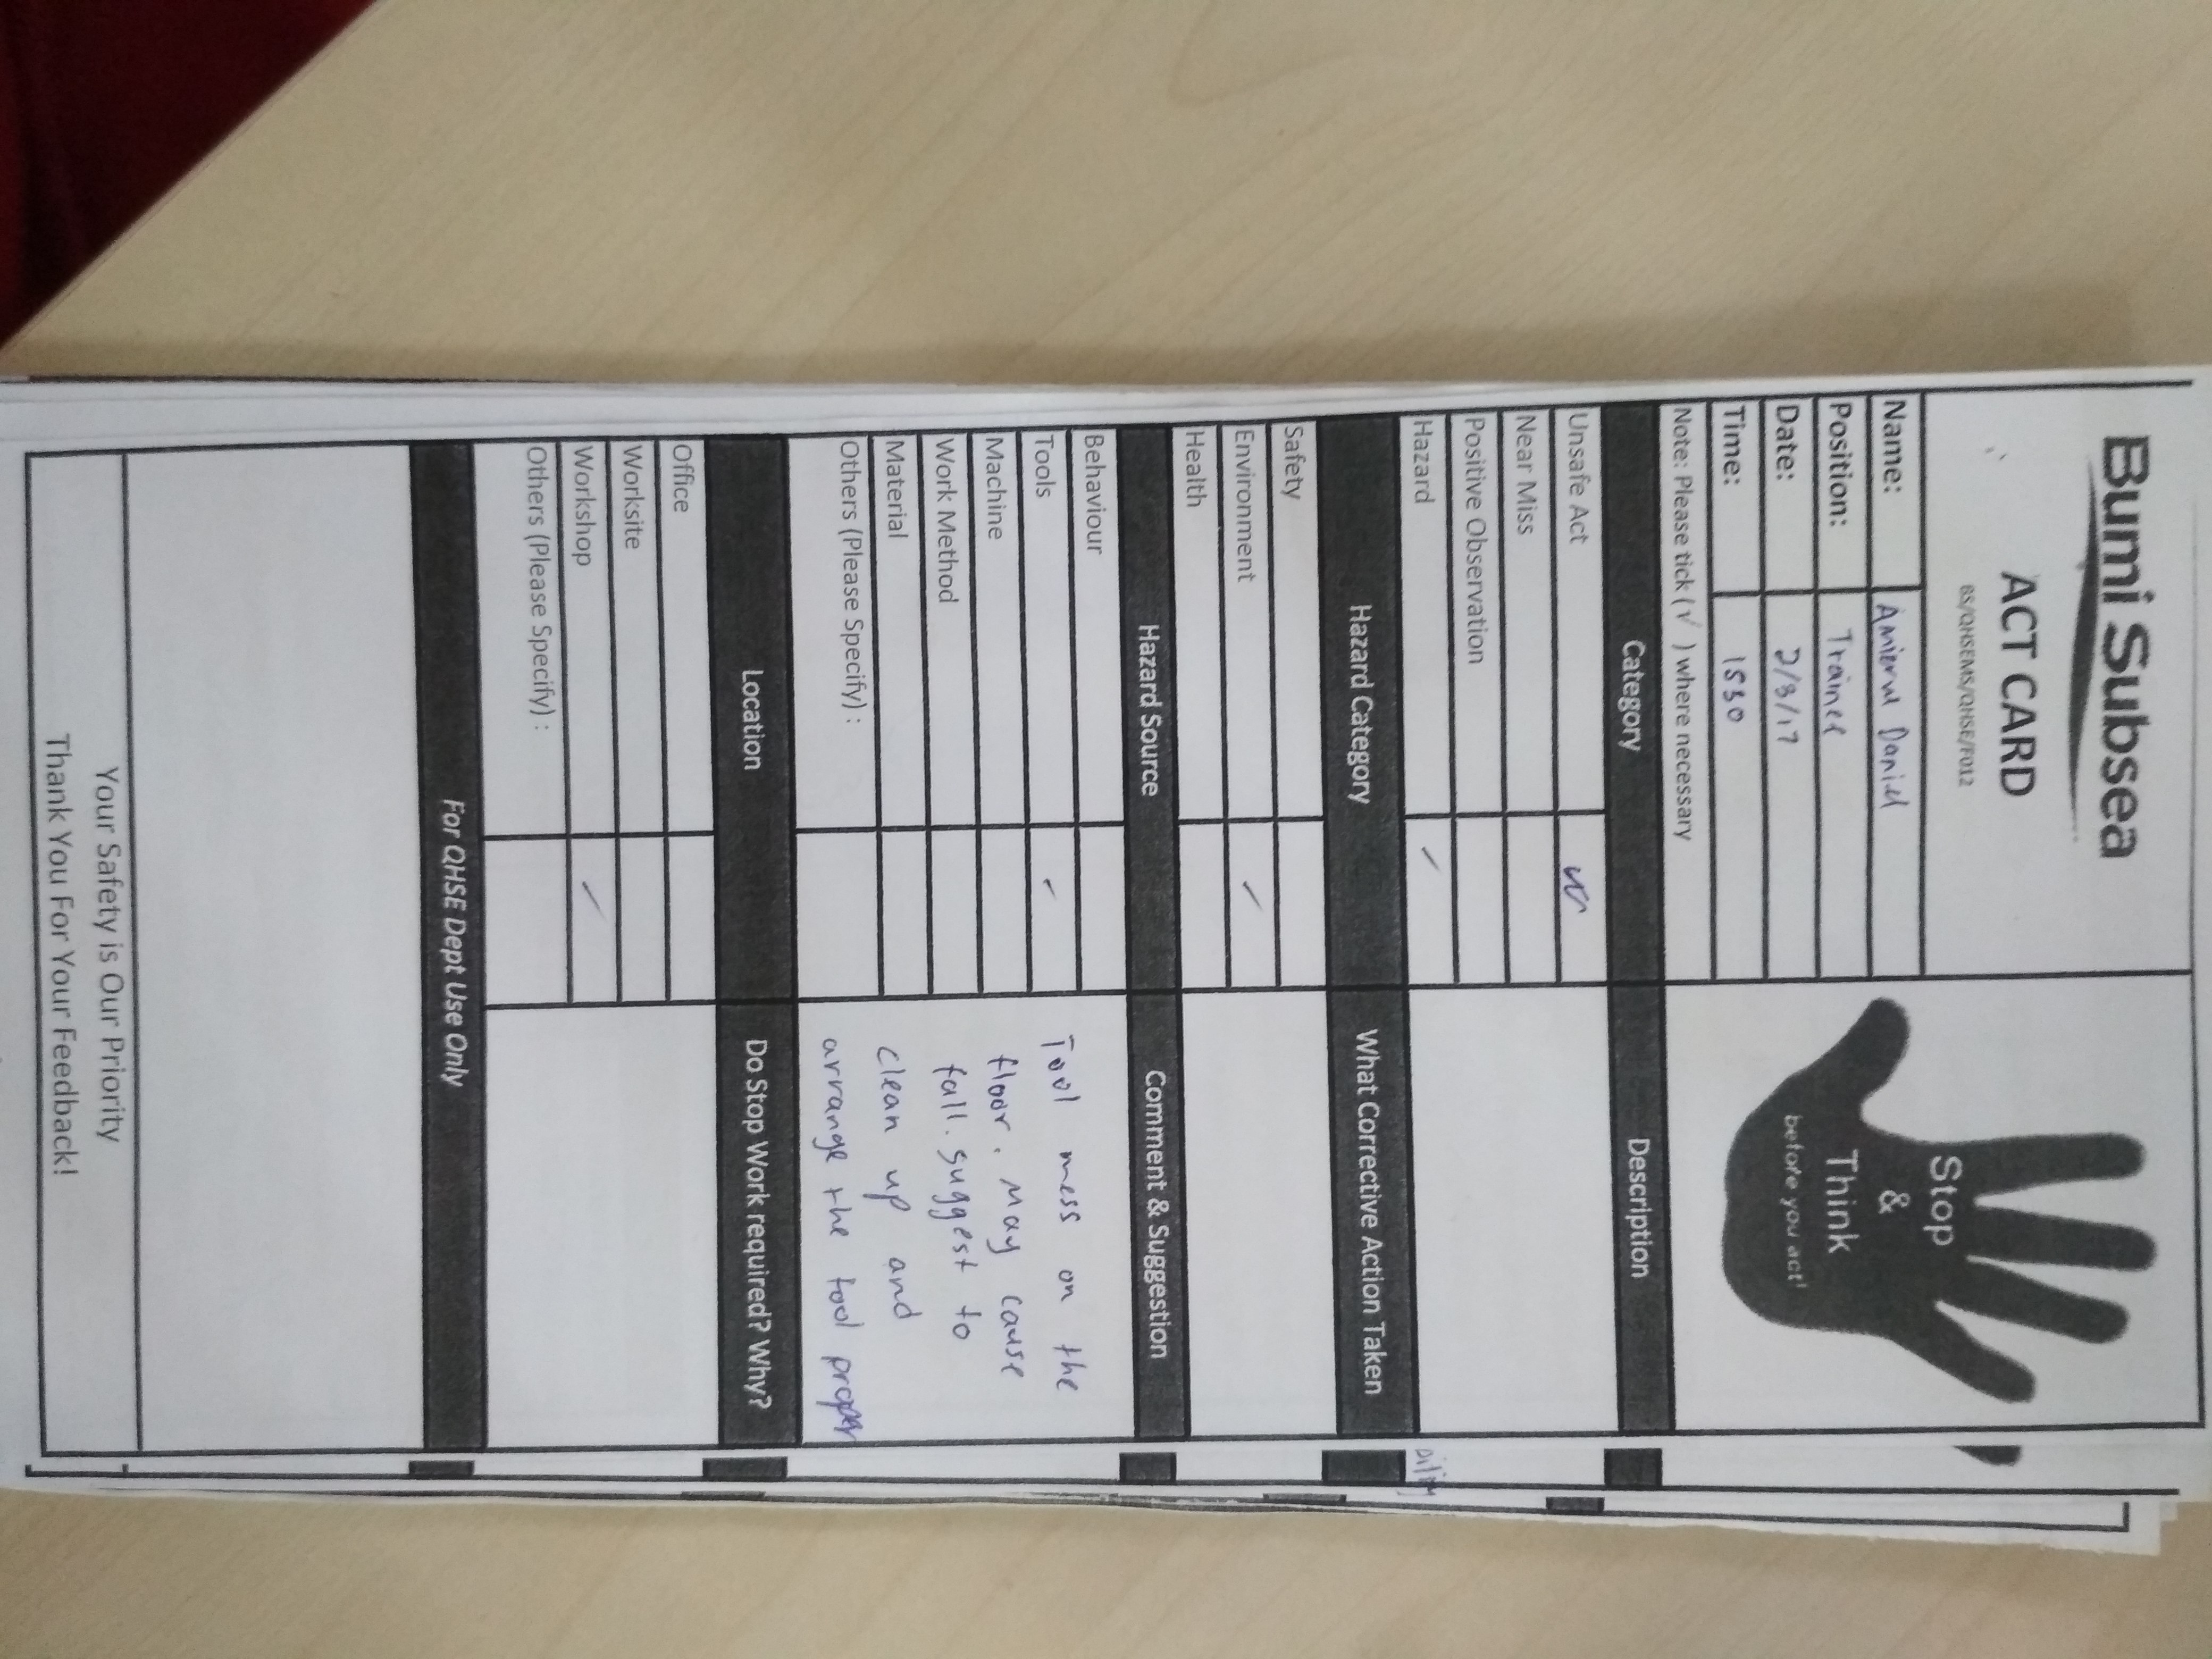 Bumi Subsea
ACT CARD
BS/QHSEMS/QHSE/F012
Name: Amierul Daniel
Position: Trainee
Date: 2/3/17
Time: 1530
Note: Please tick (√ ) where necessary
Stop
&
Think
before you act!
Category Description
Unsafe Act
Near Miss
Positive Observation
Hazard ✓
Hazard Category What Corrective Action Taken
Safety
Environment ✓
Health
Hazard Source Comment & Suggestion
Behaviour
Tools ✓
Machine
Work Method
Material
Others (Please Specify) :
Tool mess on the
floor. May cause
fall. suggest to
clean up and
arrange the tool proper
Location Do Stop Work required? Why?
Office
Worksite
Workshop ✓
Others (Please Specify) :
For QHSE Dept Use Only
Your Safety is Our Priority
Thank You For Your Feedback!